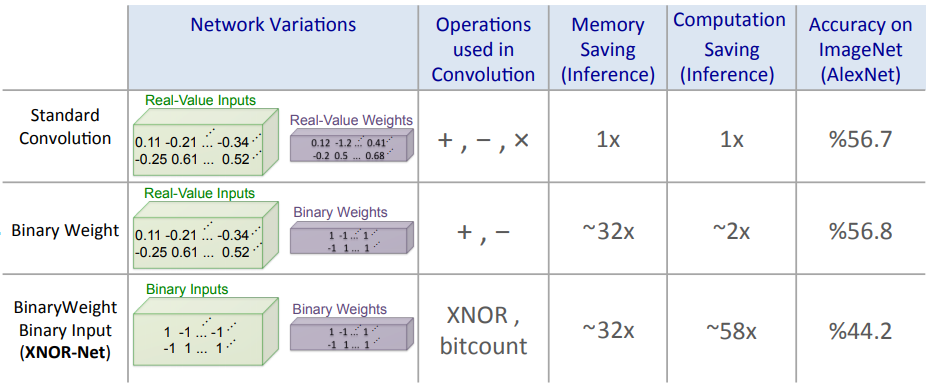 Network Variations
Operations
used in
Convolution
Memory
Saving
(Inference)
Computation
Saving
(Inference)
Accuracy on
ImageNet
(AlexNet)
Standard
Convolution
Real-Value Inputs
0.11 -0.21 ... -0.34
-0.25 0.61 ... 0.52
Real-Value Weights
0.12 -1.2 ... 0.41
-0.2 0.5 ... 0.68
+ , − , ×
1x
1x
%56.7
Binary Weight
Real-Value Inputs
0.11 -0.21 ... -0.34
-0.25 0.61 ... 0.52
Binary Weights
1 -1 ... 1
-1 1 ... 1
+ , −
~32x
~2x
%56.8
BinaryWeight
Binary Input
(XNOR-Net)
Binary Inputs
1 -1 ... -1
-1 1 ... 1
Binary Weights
1 -1 ... 1
-1 1 ... 1
XNOR ,
bitcount
~32x
~58x
%44.2